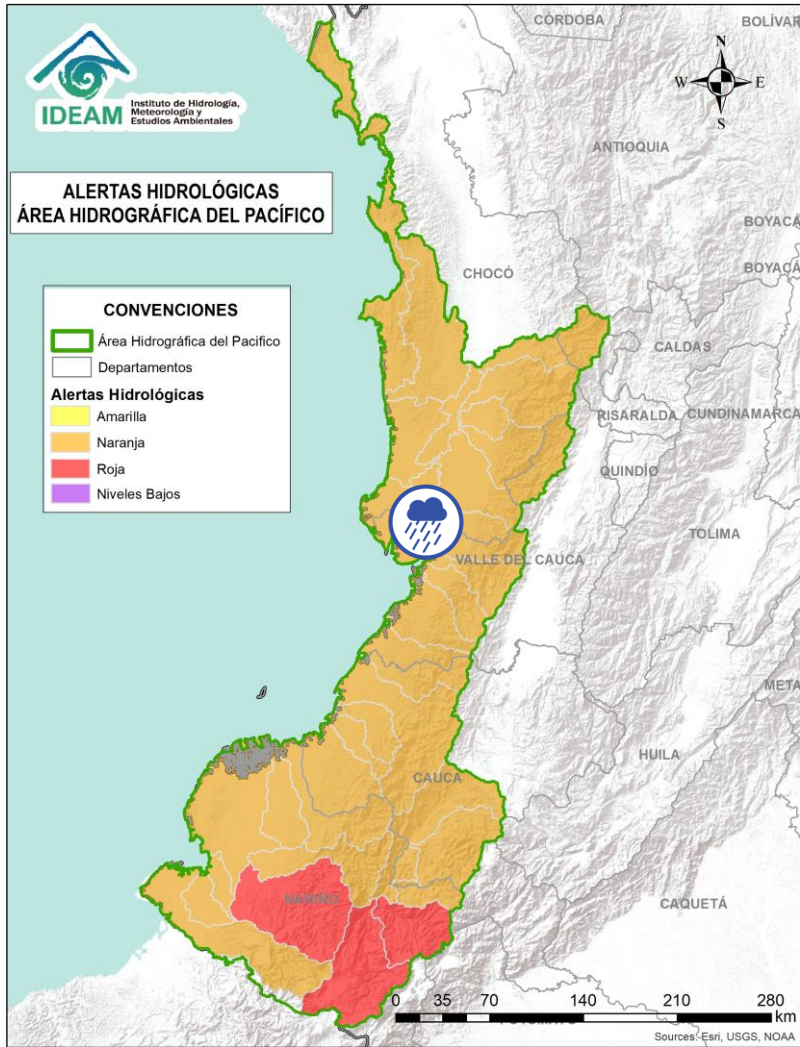 CÓRDOBA
BOLÍVAR
N
W
E
S
IDEAM
Instituto de Hidrología,
Meteorología y
Estudios Ambientales
ANTIOQUIA
ALERTAS HIDROLÓGICAS
ÁREA HIDROGRÁFICA DEL PACÍFICO
BOYACÁ
BOYACÁ
CHOCÓ
CONVENCIONES
Área Hidrográfica del Pacifico
Departamentos
Alertas Hidrológicas
Amarilla
Naranja
Roja
Niveles Bajos
CALDAS
RISARALDA
CUNDINAMARCA
QUINDÍO
TOLIMA
VALLE DEL CAUCA
META
HUILA
CAUCA
NARIÑO
CAQUETÁ
0 35 70 140 210 280
km
Sources: Esri, USGS, NOAA